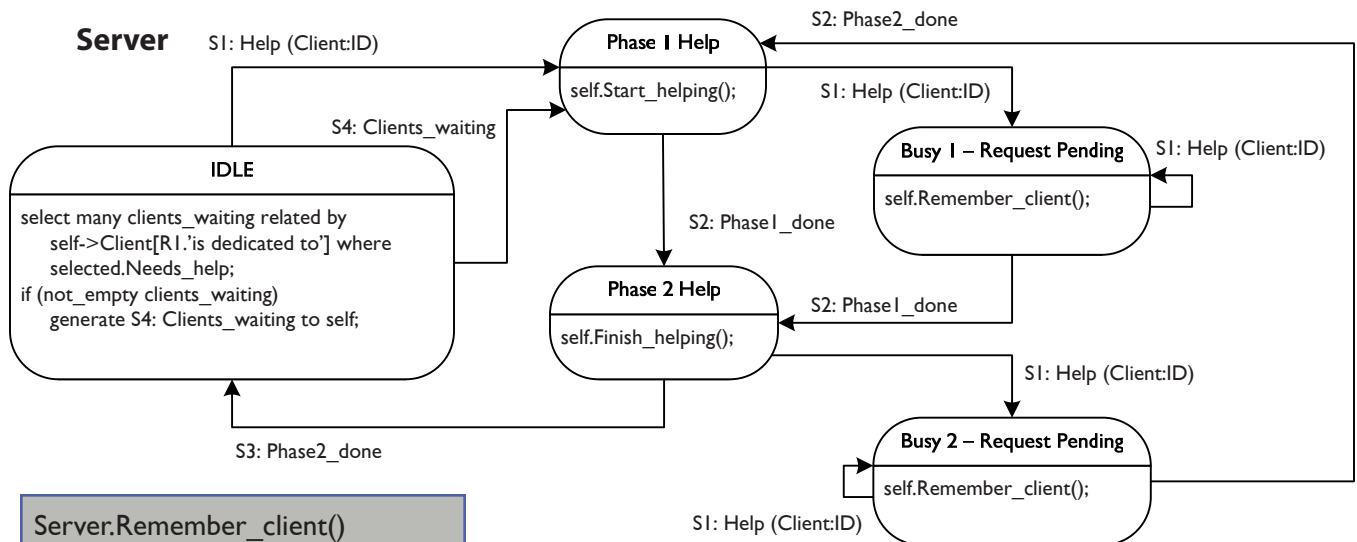 S2: Phase2_done
Server
S1: Help (Client:ID)
Phase 1 Help
self.Start_helping();
S1: Help (Client:ID)
S4: Clients_waiting
Busy 1 – Request Pending
self.Remember_client();
S1: Help (Client:ID)
IDLE
select many clients_waiting related by
self->Client[R1.’is dedicated to’] where
selected.Needs_help;
if (not_empty clients_waiting)
generate S4: Clients_waiting to self;
S2: Phase1_done
Phase 2 Help
self.Finish_helping();
S2: Phase1_done
S1: Help (Client:ID)
S3: Phase2_done
Busy 2 – Request Pending
self.Remember_client();
S1: Help (Client:ID)
Server.Remember_client()